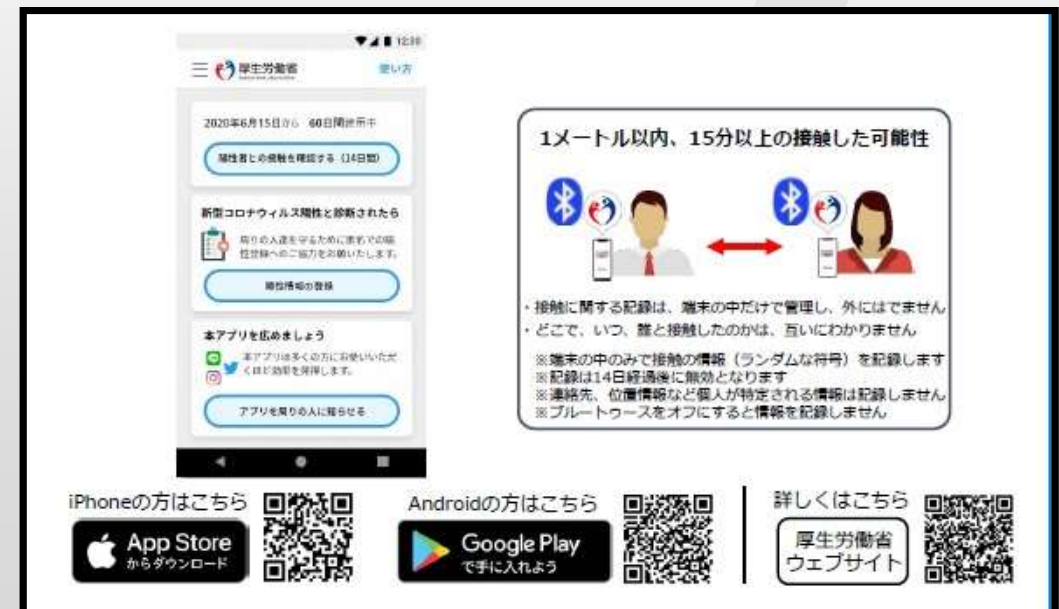 12:30
厚生労働省
使い方
2020年6月15日から 60日間使用中
陽性者との接触を確認する（14日間）
新型コロナウィルス陽性と診断されたら
周りの人達を守るために匿名での陽
性登録へのご協力をお願いいたします。
陽性情報の登録
本アプリを広めましょう
本アプリは多くの方にお使いいただ
くほど効果を発揮します。
アプリを周りの人に知らせる
1メートル以内、15分以上の接触した可能性
・接触に関する記録は、端末の中だけで管理し、外にはでません
・どこで、いつ、誰と接触したのかは、互いにわかりません
※端末の中のみで接触の情報（ランダムな符号）を記録します
※記録は14日経過後に無効となります
※連絡先、位置情報など個人が特定される情報は記録しません
※ブルートゥースをオフにすると情報を記録しません
iPhoneの方はこちら
App Store
からダウンロード
Androidの方はこちら
Google Play
で手に入れよう
詳しくはこちら
厚生労働省
ウェブサイト